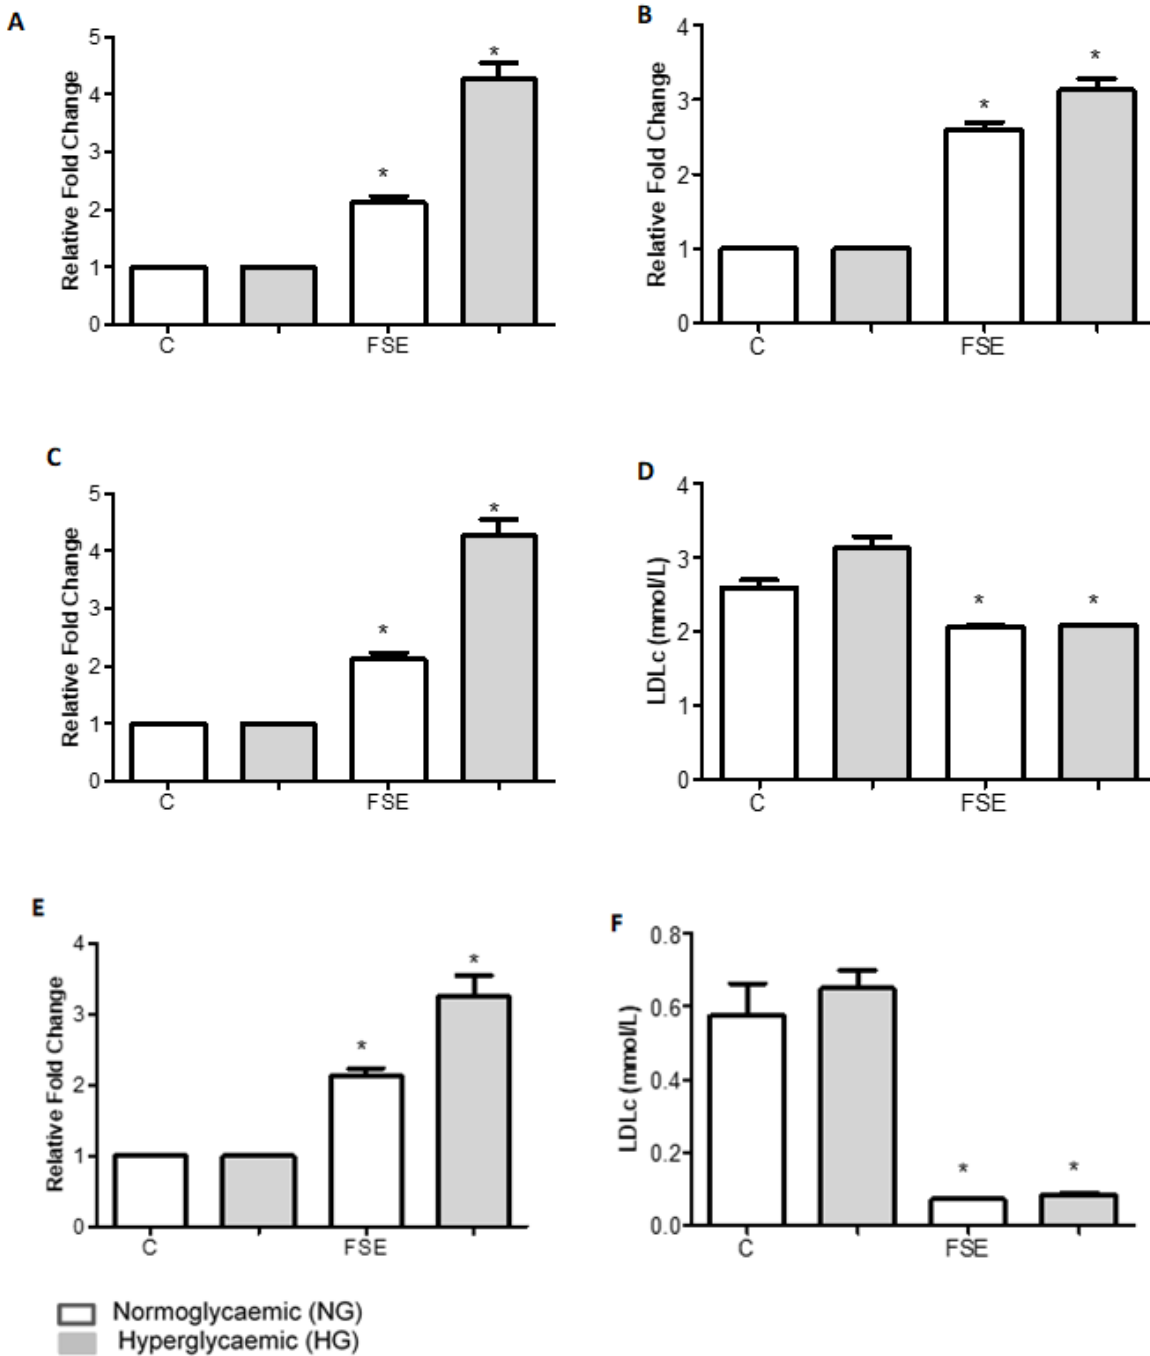 A
Relative Fold Change
5
4
3
2
1
0
*
*
C
FSE
B
Relative Fold Change
4
3
2
1
0
*
*
C
FSE
C
Relative Fold Change
5
4
3
2
1
0
*
*
C
FSE
D
LDLc (mmol/L)
4
3
2
1
0
*
*
C
FSE
E
Relative Fold Change
4
3
2
1
0
*
*
C
FSE
F
LDLc (mmol/L)
0.8
0.6
0.4
0.2
0.0
*
*
C
FSE
Normoglycaemic (NG)
Hyperglycaemic (HG)